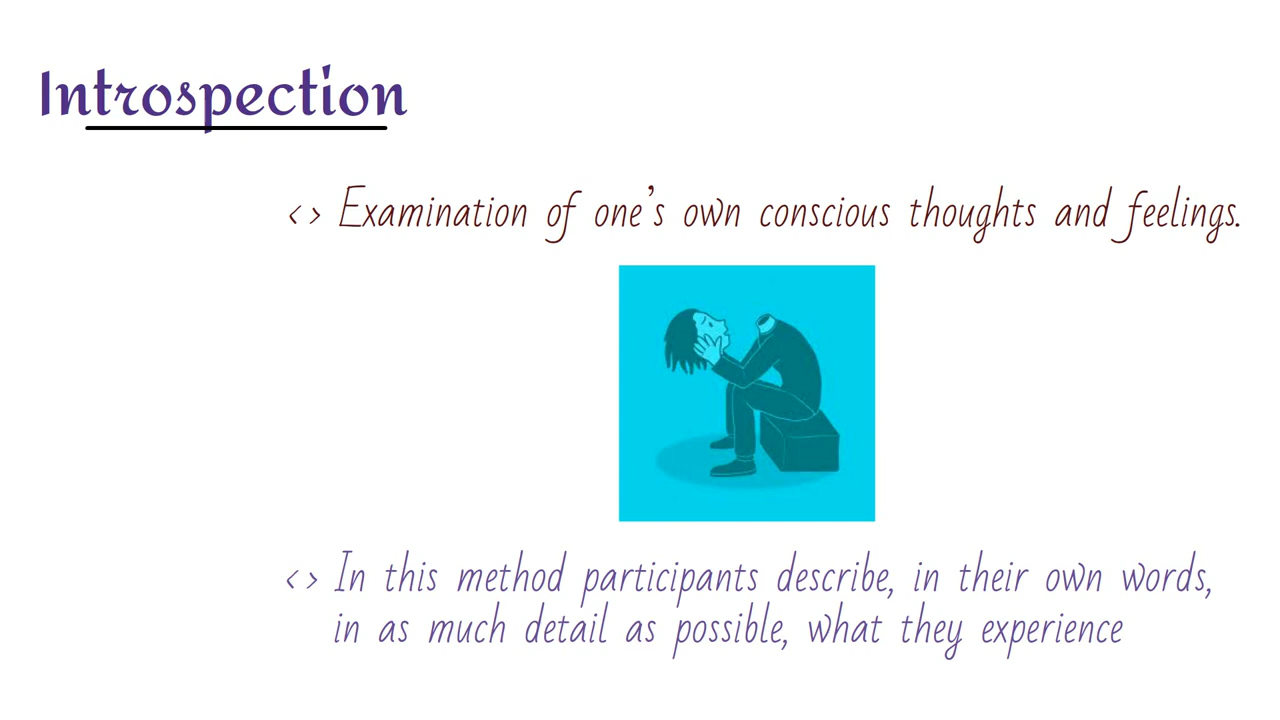 Introspection
<> Examination of one's own conscious thoughts and feelings.
<> In this method participants describe, in their own words,
in as much detail as possible, what they experience